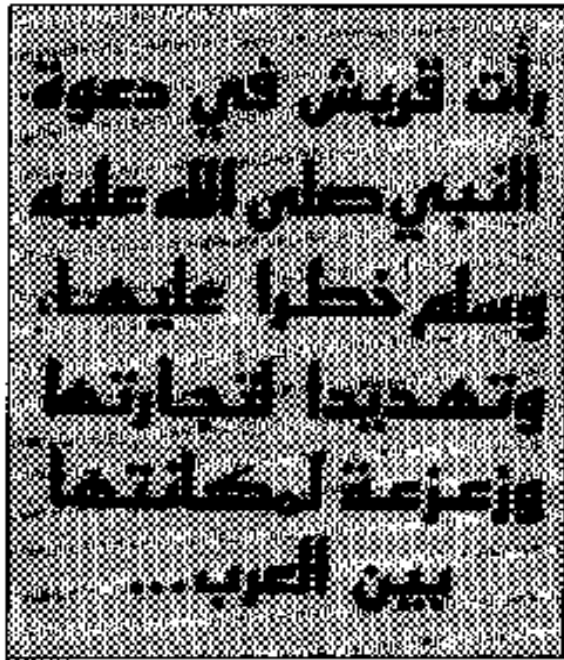 رأت قريش في دعوة
النبي صلى الله عليه
وسلم خطرا عليها،
وتهديدا لتجارتها
وزعزعة لمكانتها
بين العرب...